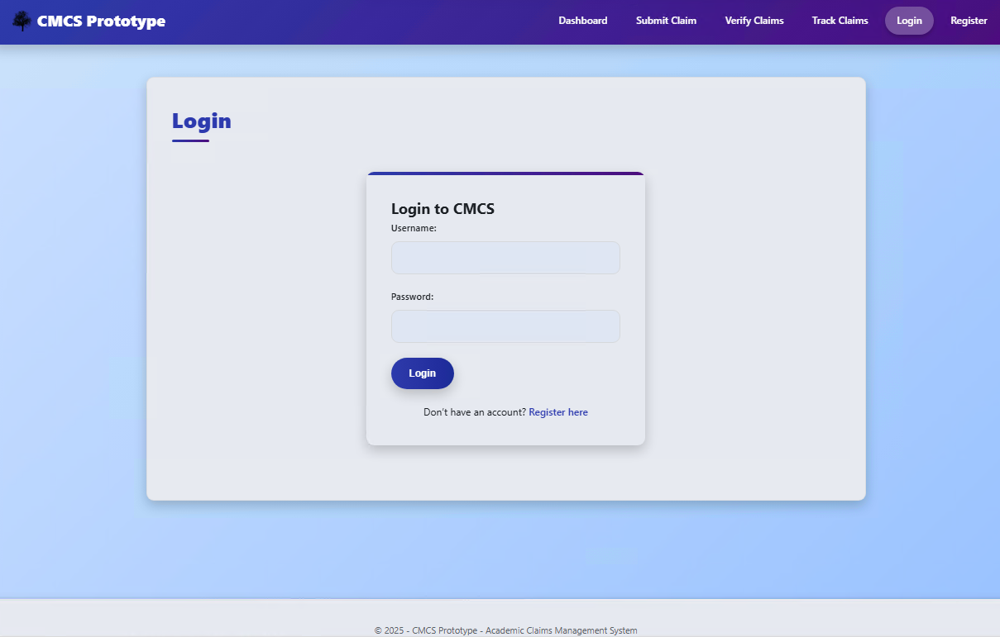 CMCS Prototype
Dashboard Submit Claim Verify Claims Track Claims Login Register
Login
Login to CMCS
Username:
Password:
Login
Don't have an account? Register here
© 2025 - CMCS Prototype - Academic Claims Management System